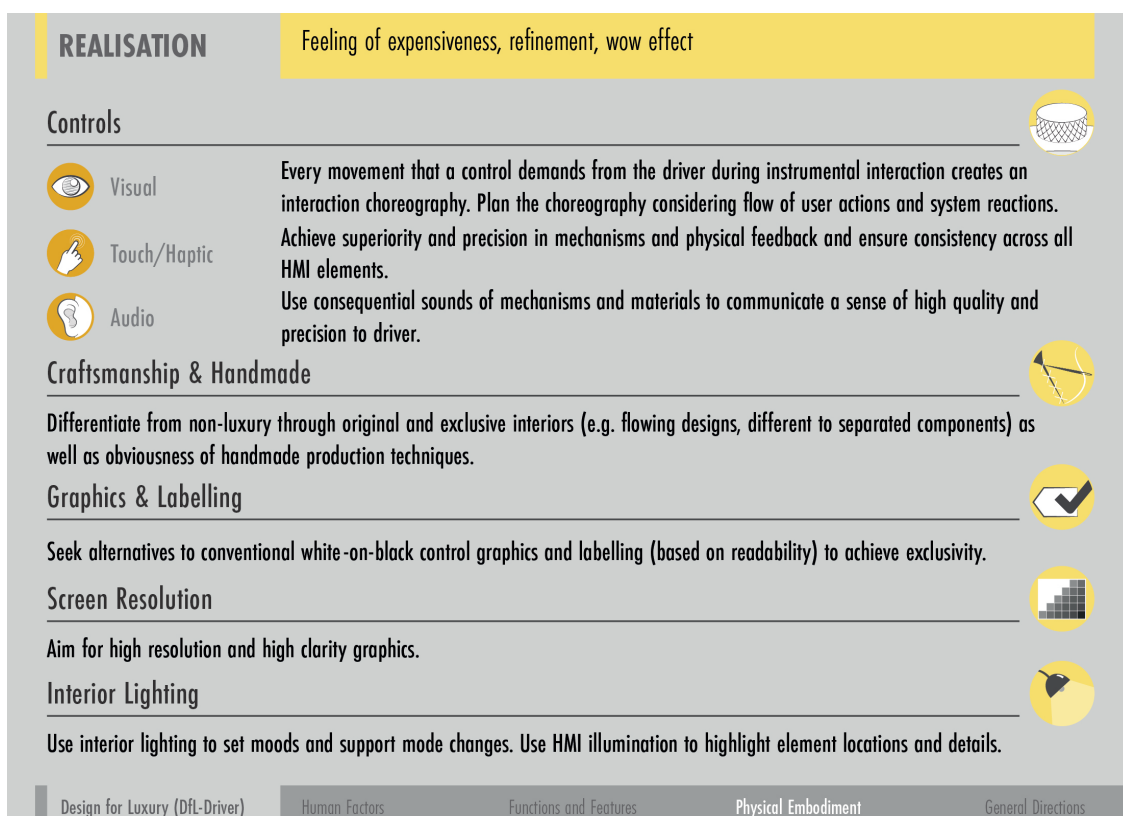 REALISATION
Feeling of expensiveness, refinement, wow effect
Controls
Visual
Every movement that a control demands from the driver during instrumental interaction creates an
interaction choreography. Plan the choreography considering flow of user actions and system reactions.
Touch/Haptic
Achieve superiority and precision in mechanisms and physical feedback and ensure consistency across all
HMI elements.
Audio
Use consequential sounds of mechanisms and materials to communicate a sense of high quality and
precision to driver.
Craftsmanship & Handmade
Differentiate from non-luxury through original and exclusive interiors (e.g. flowing designs, different to separated components) as
well as obviousness of handmade production techniques.
Graphics & Labelling
Seek alternatives to conventional white-on-black control graphics and labelling (based on readability) to achieve exclusivity.
Screen Resolution
Aim for high resolution and high clarity graphics.
Interior Lighting
Use interior lighting to set moods and support mode changes. Use HMI illumination to highlight element locations and details.
Design for Luxury (DfL-Driver)
Human Factors
Functions and Features
Physical Embodiment
General Directions